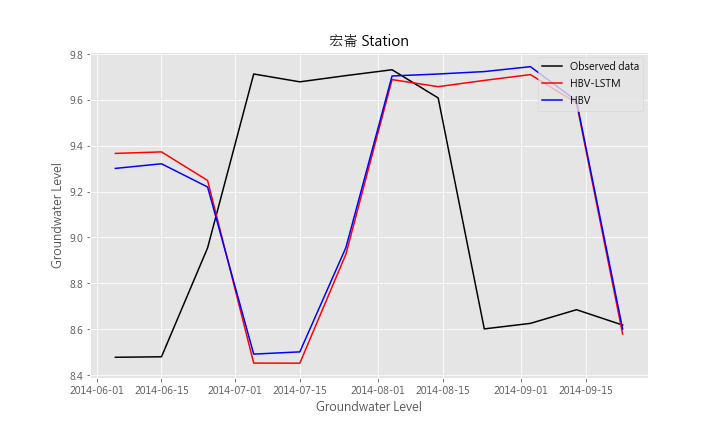 宏崙 Station
9.8
9.6
9.4
9.2
9.0
8.8
8.6
8.4
Groundwater Level
Observed data
HBV-LSTM
HBV
2014-06-01 2014-06-15 2014-07-01 2014-07-15 2014-08-01 2014-08-15 2014-09-01 2014-09-15
Groundwater Level